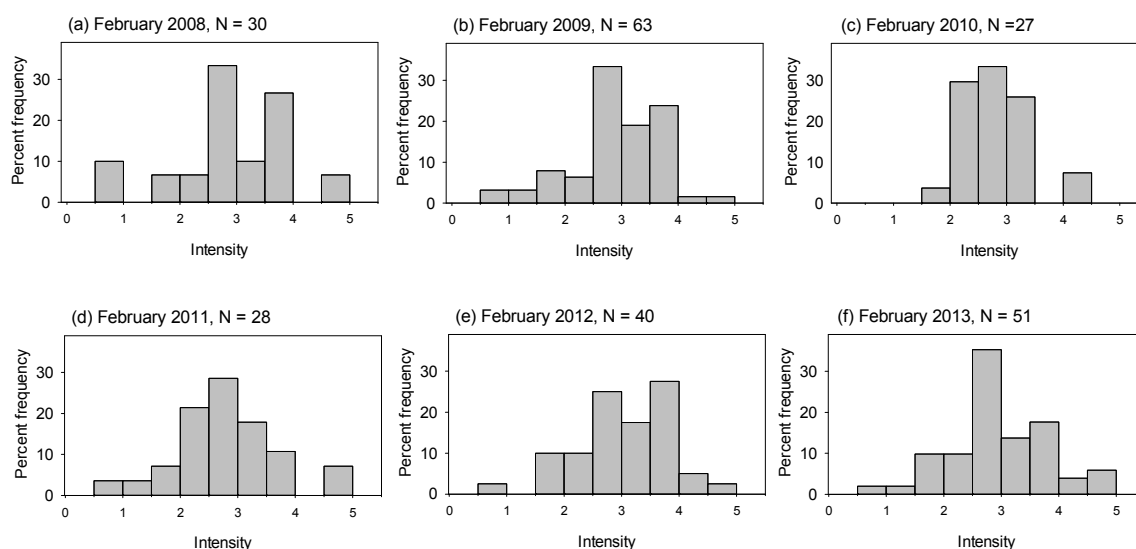 (a) February 2008, N = 30
Percent frequency
30
20
10
0
0 1 2 3 4 5
Intensity
(b) February 2009, N = 63
Percent frequency
30
20
10
0
0 1 2 3 4 5
Intensity
(c) February 2010, N =27
Percent frequency
30
20
10
0
0 1 2 3 4 5
Intensity
(d) February 2011, N = 28
Percent frequency
30
20
10
0
0 1 2 3 4 5
Intensity
(e) February 2012, N = 40
Percent frequency
30
20
10
0
0 1 2 3 4 5
Intensity
(f) February 2013, N = 51
Percent frequency
30
20
10
0
0 1 2 3 4 5
Intensity